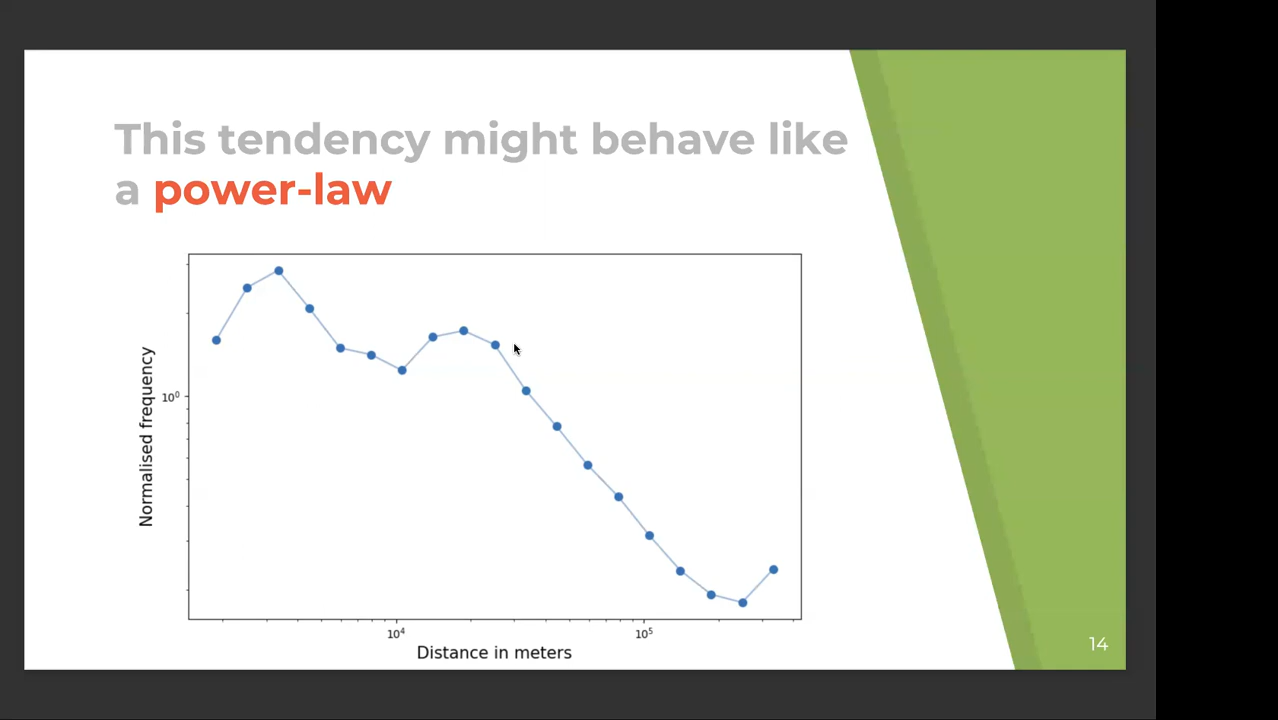 This tendency might behave like
a power-law
Normalised frequency
10⁰
10⁴
10⁵
Distance in meters
14